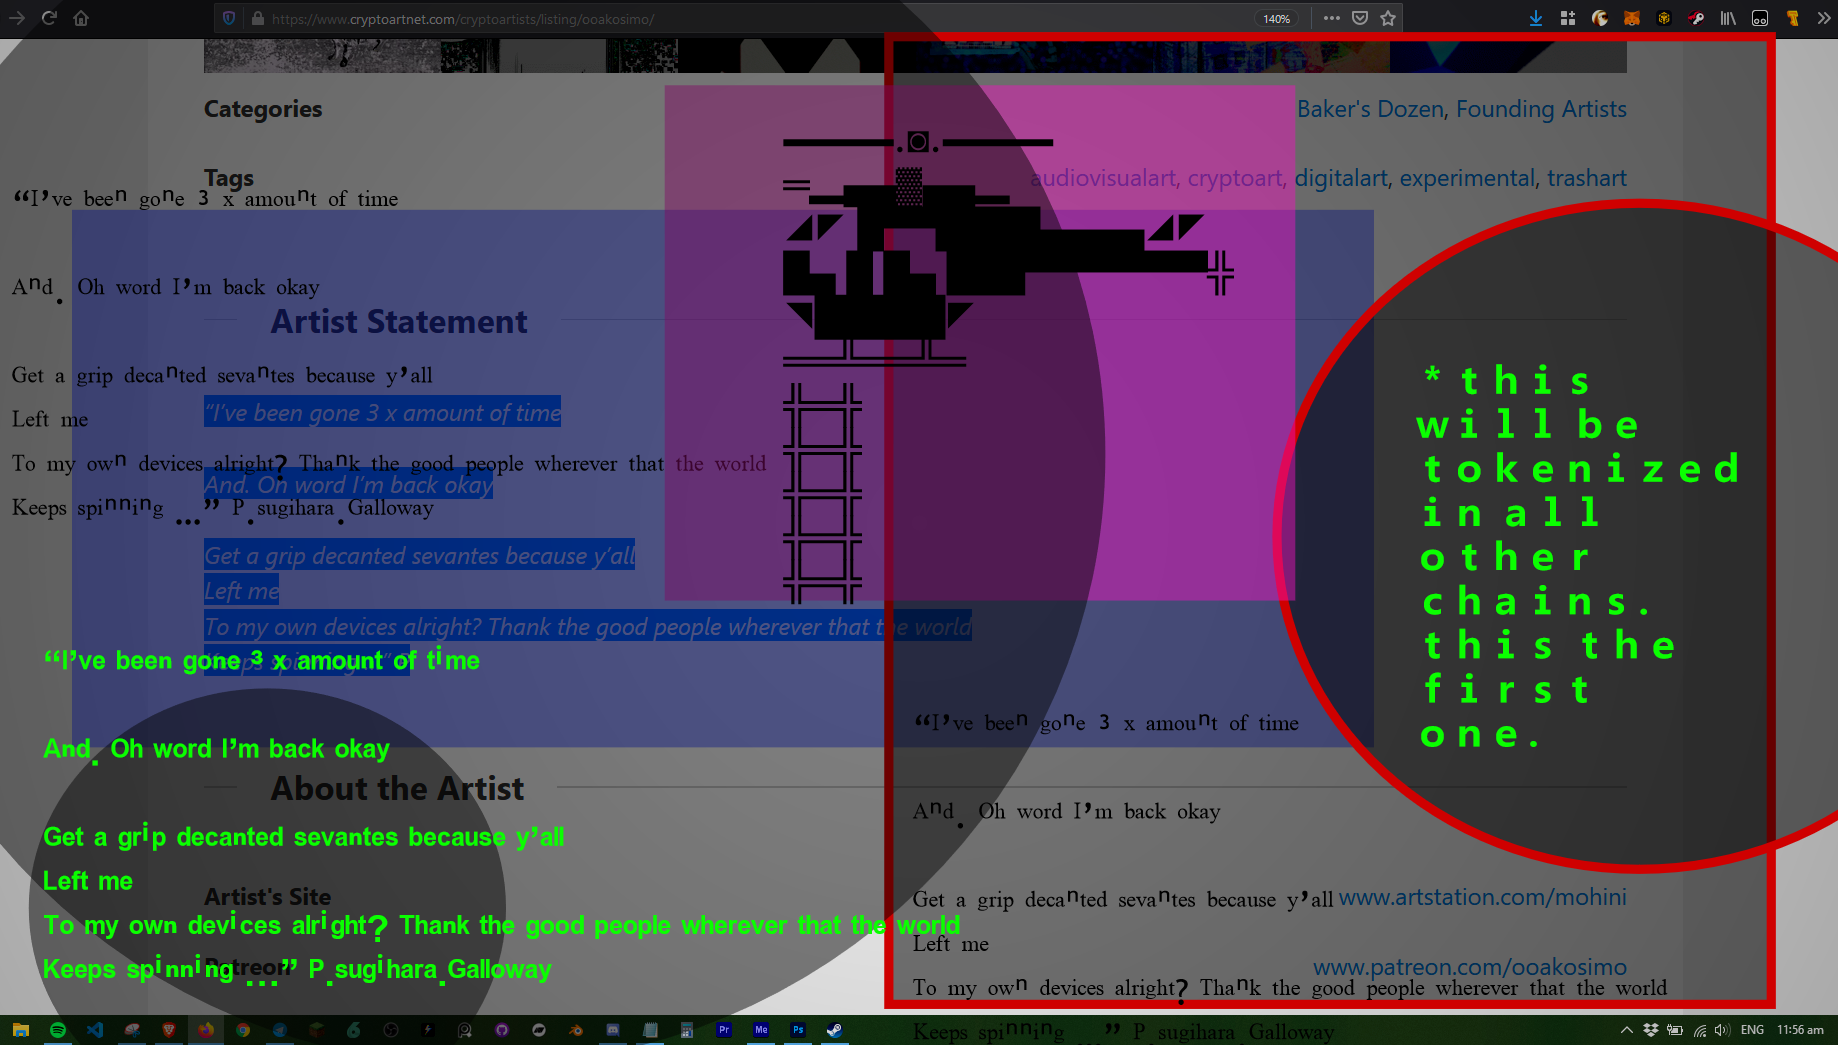 https://www.cryptoartnet.com/cryptoartists/listing/ooakosimo/
140%
Categories
Baker's Dozen, Founding Artists
Tags
audiovisualart, cryptoart, digitalart, experimental, trashart
“I’ve been gone 3 x amount of time
And. Oh word I’m back okay
Artist Statement
Get a grip decanted sevantes because y’all
Left me
To my own devices alright? Thank the good people wherever that the world
Keeps spinning ...” P.sugihara.Galloway
“I’ve been gone 3 x amount of time
And. Oh word I’m back okay
Get a grip decanted sevantes because y’all
Left me
To my own devices alright? Thank the good people wherever that the world
*this
will be
tokenized
in all
other
chains.
this the
first
one.
“I’ve been gone 3 x amount of time
And. Oh word I’m back okay
About the Artist
Get a grip decanted sevantes because y’all
Left me
Artist's Site
To my own devices alright? Thank the good people wherever that the world
Patreon
Keeps spinning ...” P.sugihara.Galloway
“I’ve been gone 3 x amount of time
And. Oh word I’m back okay
Get a grip decanted sevantes because y’all
www.artstation.com/mohini
Left me
www.patreon.com/ooakosimo
To my own devices alright? Thank the good people wherever that the world
Keeps spinning ...” P.sugihara.Galloway
Pr
Me
Ps
ENG
11:56 am